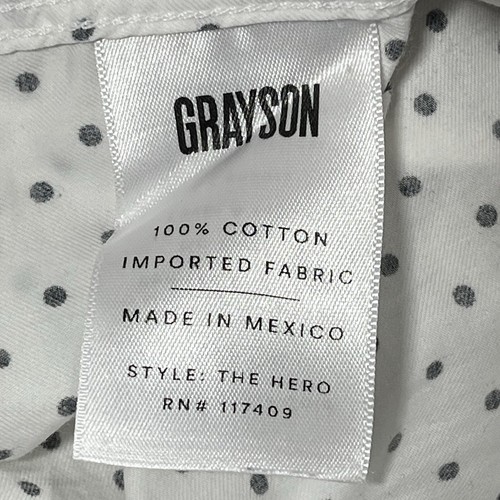 GRAYSON
100% COTTON
IMPORTED FABRIC
MADE IN MEXICO
STYLE: THE HERO
RN# 117409